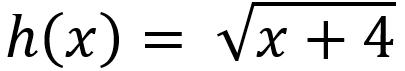 h(x) = √(x + 4)